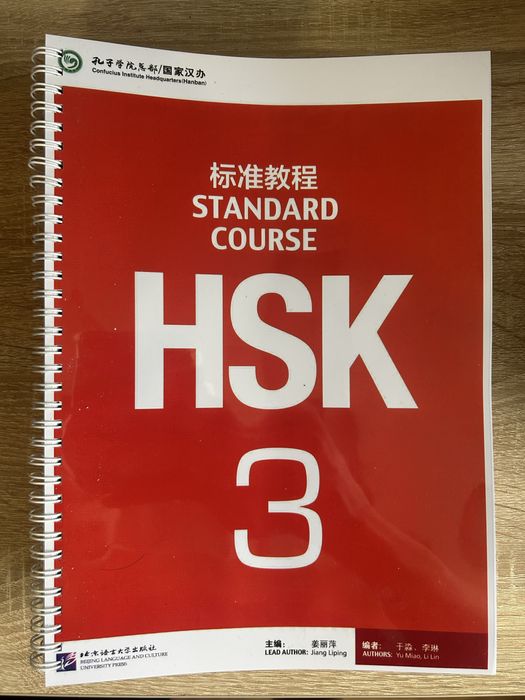 孔子学院总部/国家汉办
Confucius Institute Headquarters(Hanban)
标准教程
STANDARD
COURSE
HSK
3
北京语言大学出版社
BEIJING LANGUAGE AND CULTURE
UNIVERSITY PRESS
主编： 姜丽萍
LEAD AUTHOR: Jiang Liping
编者： 于淼、李琳
AUTHORS: Yu Miao, Li Lin